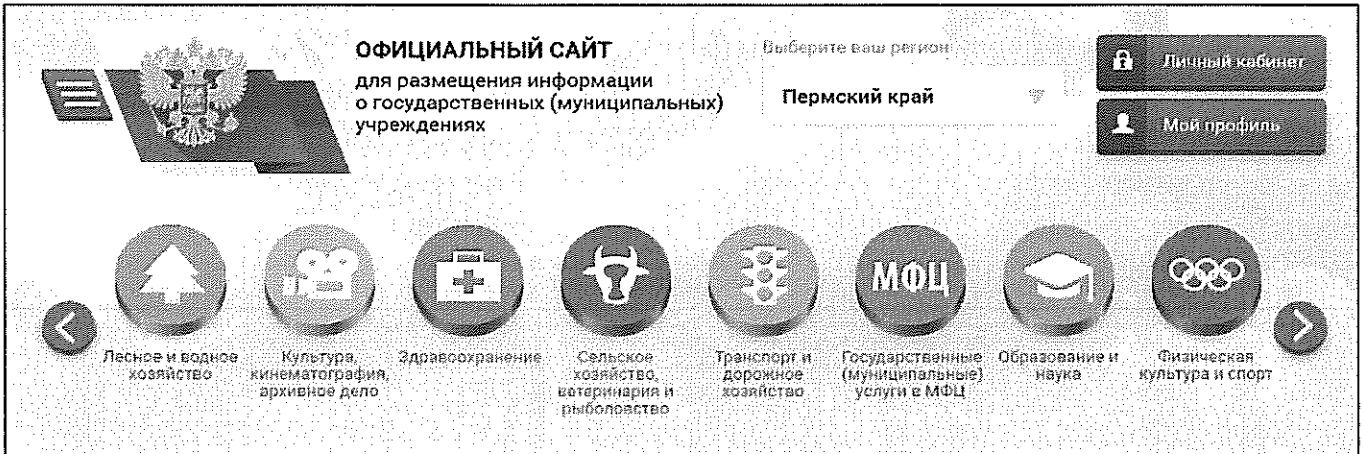 ОФИЦИАЛЬНЫЙ САЙТ
для размещения информации
о государственных (муниципальных)
учреждениях
Выберите ваш регион
Пермский край
Личный кабинет
Мой профиль
МФЦ
Лесное и водное
хозяйство
Культура,
кинематография,
архивное дело
Здравоохранение
Сельское
хозяйство,
ветеринария и
рыболовство
Транспорт и
дорожное
хозяйство
Государственные
(муниципальные)
услуги в МФЦ
Образование и
наука
Физическая
культура и спорт